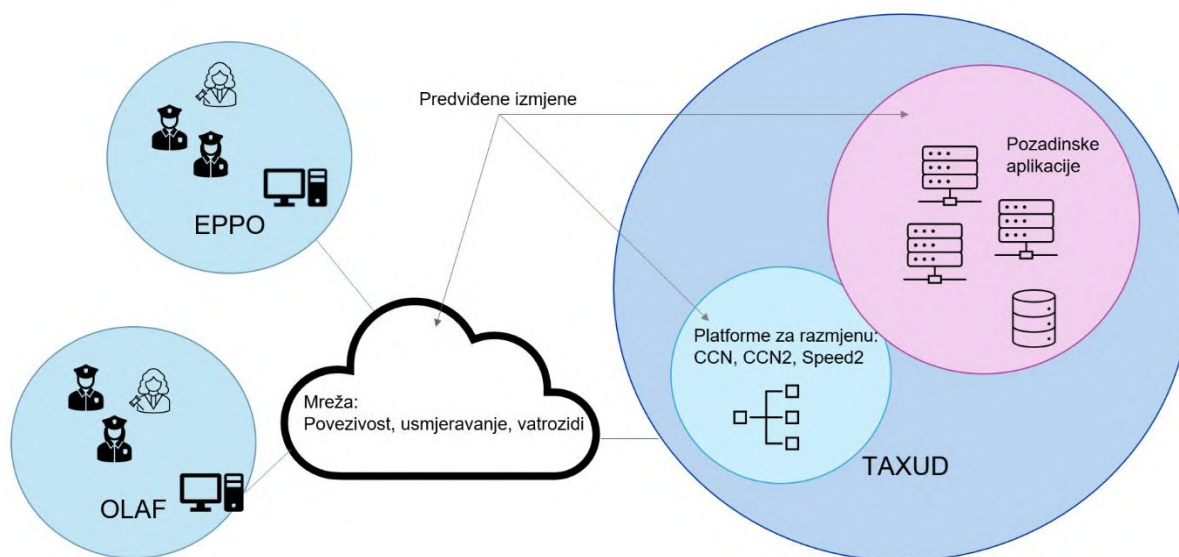 Predviđene izmjene
EPPO
Pozadinske
aplikacije
Platforme za razmjenu:
CCN, CCN2, Speed2
Mreža:
Povezivost, usmjeravanje, vatrozidi
OLAF
TAXUD